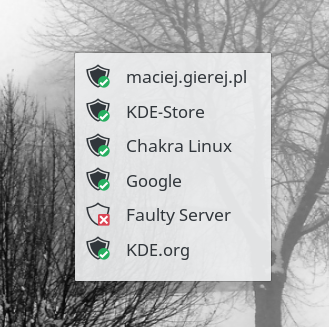 maciej.gierej.pl
KDE-Store
Chakra Linux
Google
Faulty Server
KDE.org